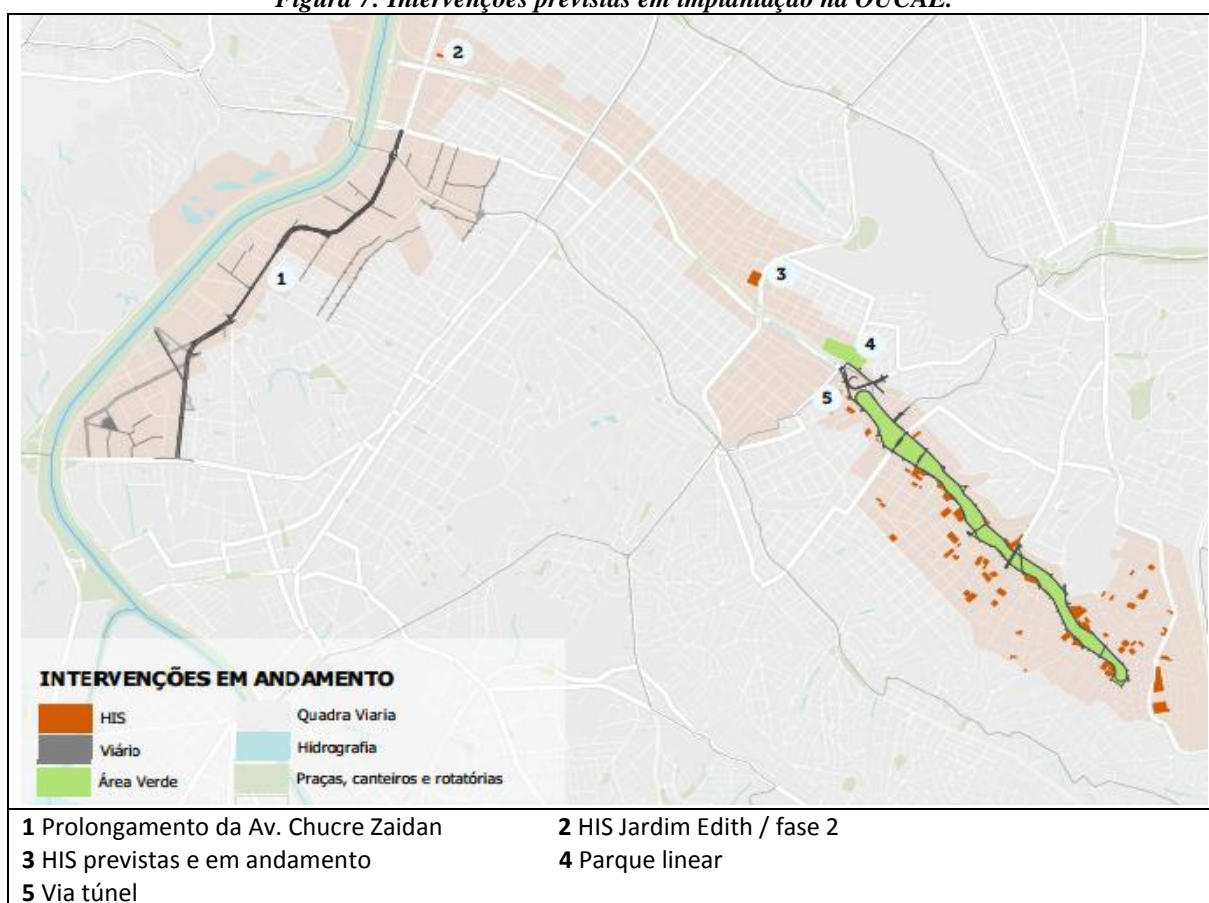 Figura 7. Intervenções previstas em implantação na OUCAE.
2
3
1
4
5
INTERVENÇÕES EM ANDAMENTO
HIS
Quadra Viaria
Viário
Hidrografia
Área Verde
Praças, canteiros e rotatórias
1 Prolongamento da Av. Chucre Zaidan
2 HIS Jardim Edith / fase 2
3 HIS previstas e em andamento
4 Parque linear
5 Via túnel